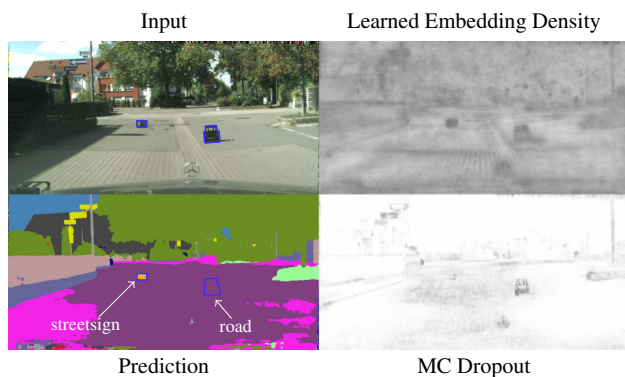 Input
Learned Embedding Density
streetsign
road
Prediction
MC Dropout